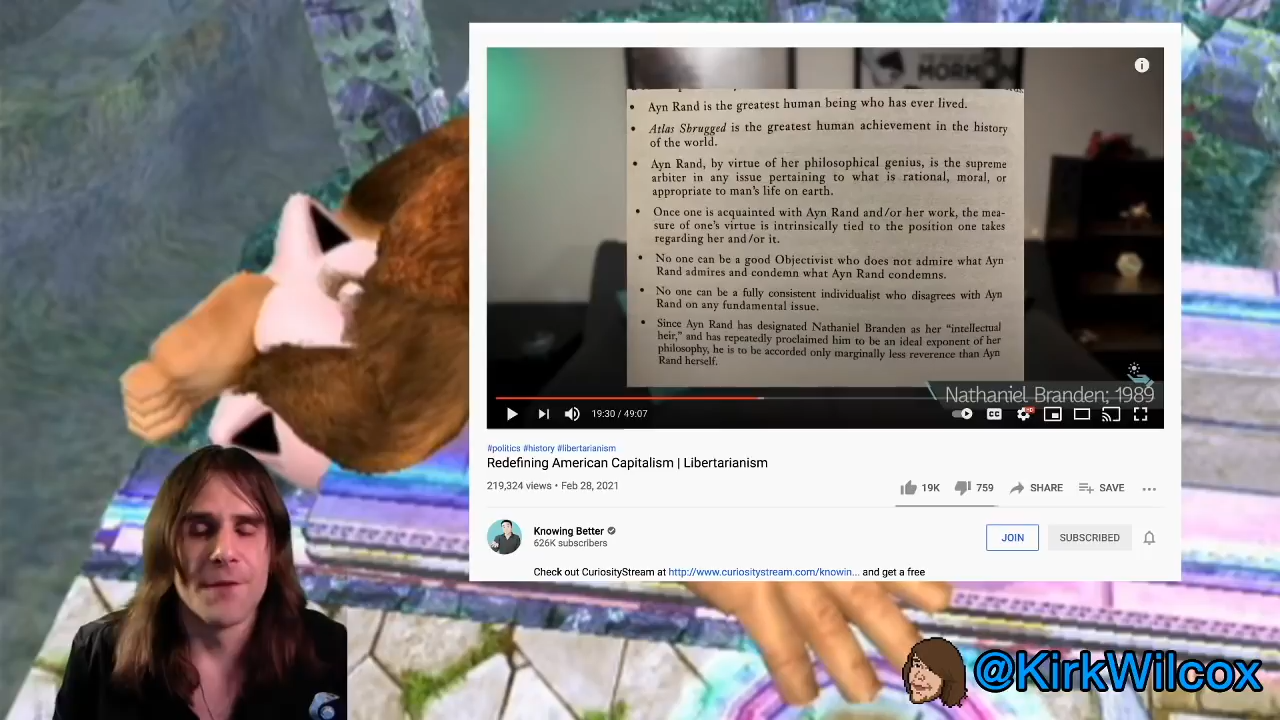 MORMON
• Ayn Rand is the greatest human being who has ever lived.
• Atlas Shrugged is the greatest human achievement in the history
of the world.
• Ayn Rand, by virtue of her philosophical genius, is the supreme
arbiter in any issue pertaining to what is rational, moral, or
appropriate to man's life on earth.
• Once one is acquainted with Ayn Rand and/or her work, the mea-
sure of one's virtue is intrinsically tied to the position one takes
regarding her and/or it.
• No one can be a good Objectivist who does not admire what Ayn
Rand admires and condemn what Ayn Rand condemns.
• No one can be a fully consistent individualist who disagrees with Ayn
Rand on any fundamental issue.
• Since Ayn Rand has designated Nathaniel Branden as her "intellectual
heir," and has repeatedly proclaimed him to be an ideal exponent of her
philosophy, he is to be accorded only marginally less reverence than Ayn
Rand herself.
Nathaniel Branden; 1989
19:30 / 49:07
CC
HD
#politics #history #libertarianism
Redefining American Capitalism | Libertarianism
219,324 views • Feb 28, 2021
19K 759 SHARE SAVE
Knowing Better
626K subscribers
JOIN SUBSCRIBED
Check out CuriosityStream at http://www.curiositystream.com/knowin... and get a free
@KirkWilcox